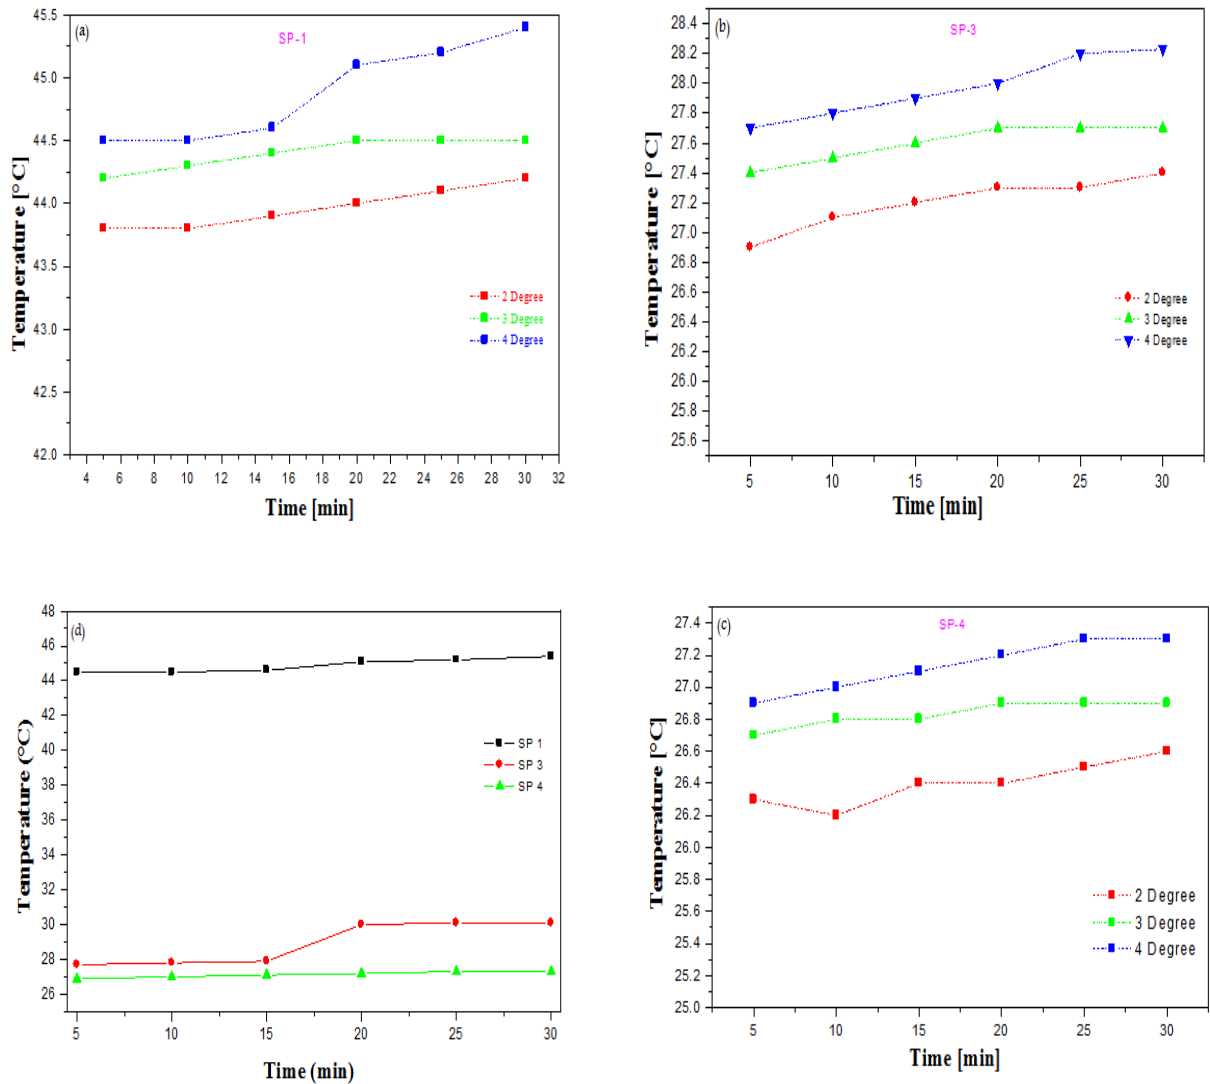 (a)
SP-1
45.5
45.0
44.5
44.0
43.5
43.0
42.5
42.0
Temperature [°C]
2 Degree
3 Degree
4 Degree
4 6 8 10 12 14 16 18 20 22 24 26 28 30 32
Time [min]
(b)
SP-3
28.4
28.2
28.0
27.8
27.6
27.4
27.2
27.0
26.8
26.6
26.4
26.2
26.0
25.8
25.6
Temperature [°C]
2 Degree
3 Degree
4 Degree
5 10 15 20 25 30
Time [min]
(d)
48
46
44
42
40
38
36
34
32
30
28
26
Temperature (°C)
SP 1
SP 3
SP 4
5 10 15 20 25 30
Time (min)
(c)
SP-4
27.4
27.2
27.0
26.8
26.6
26.4
26.2
26.0
25.8
25.6
25.4
25.2
25.0
Temperature [°C]
2 Degree
3 Degree
4 Degree
5 10 15 20 25 30
Time [min]